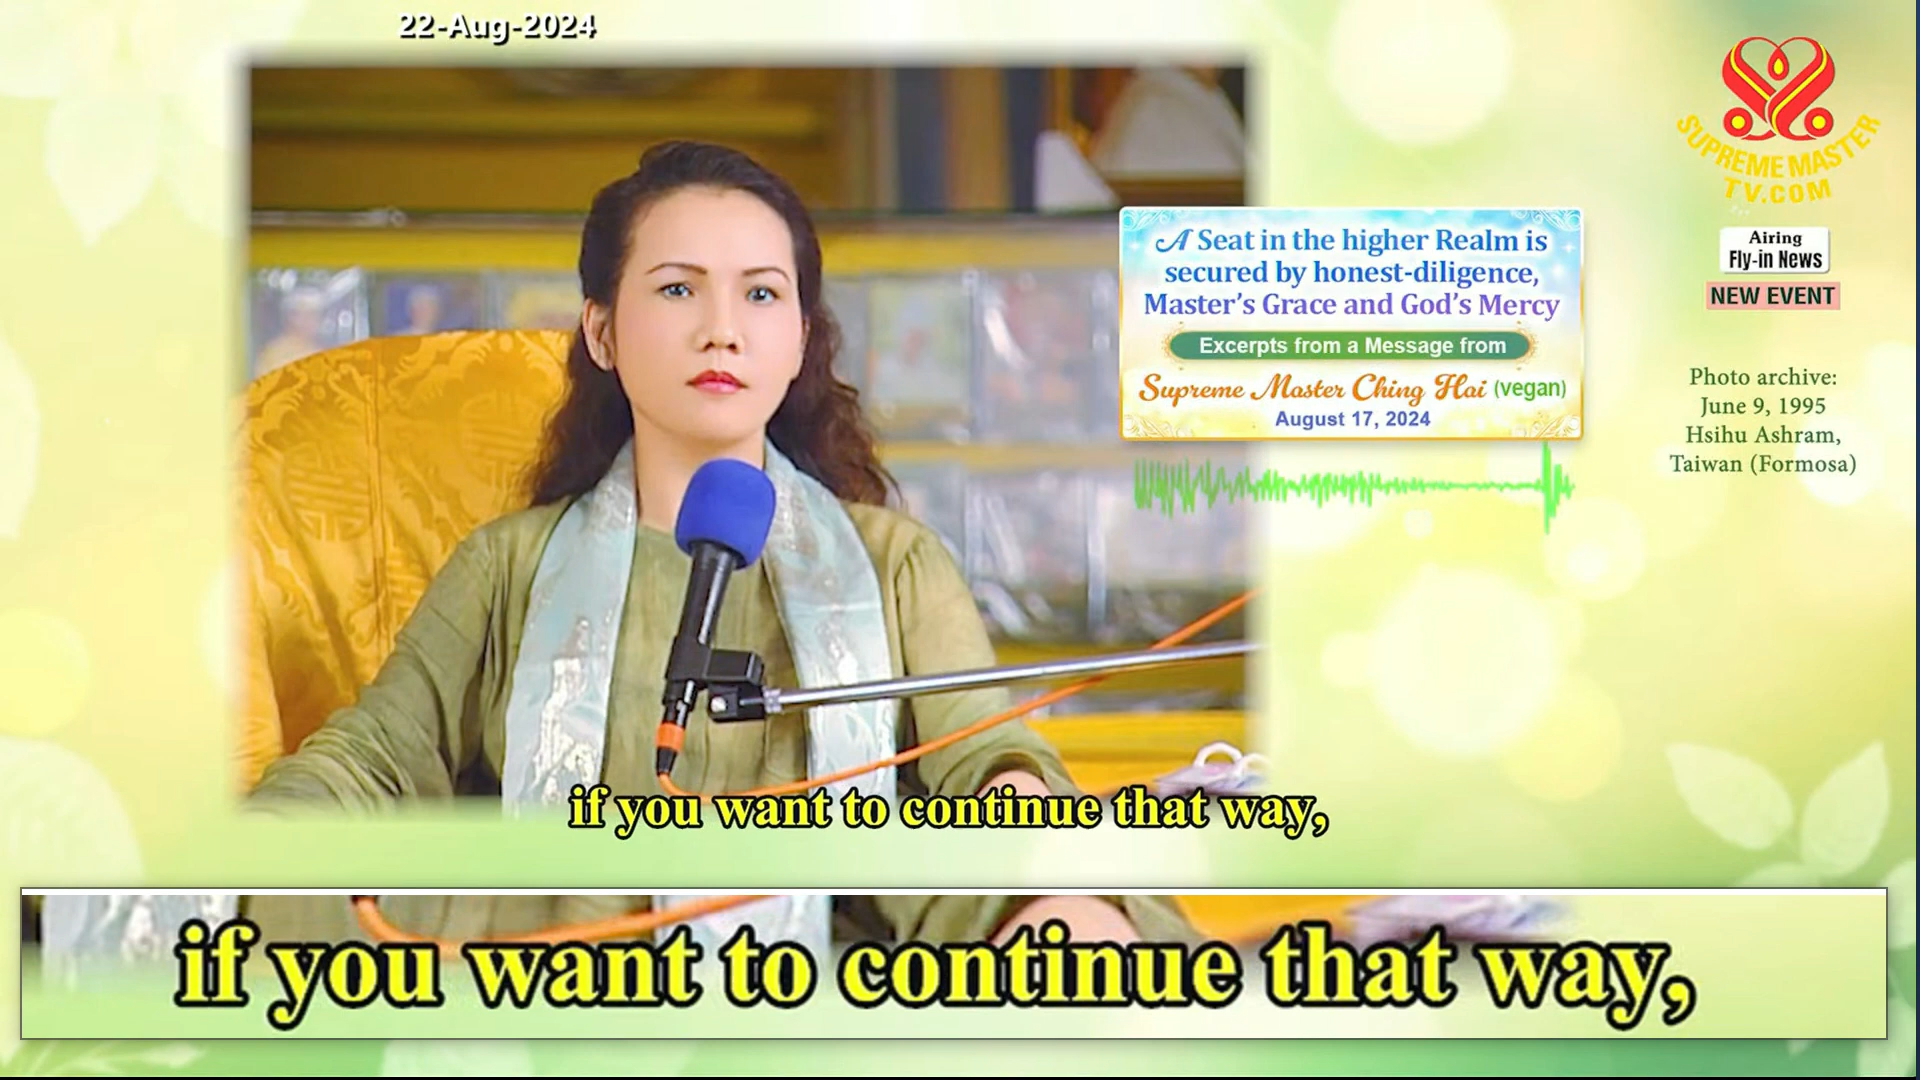 22-Aug-2024
SUPREME MASTER
TV.COM
Airing
Fly-in News
NEW EVENT
A Seat in the higher Realm is
secured by honest-diligence,
Master's Grace and God's Mercy
Excerpts from a Message from
Supreme Master Ching Hai (vegan)
August 17, 2024
Photo archive:
June 9, 1995
Hsihu Ashram,
Taiwan (Formosa)
if you want to continue that way,
if you want to continue that way,